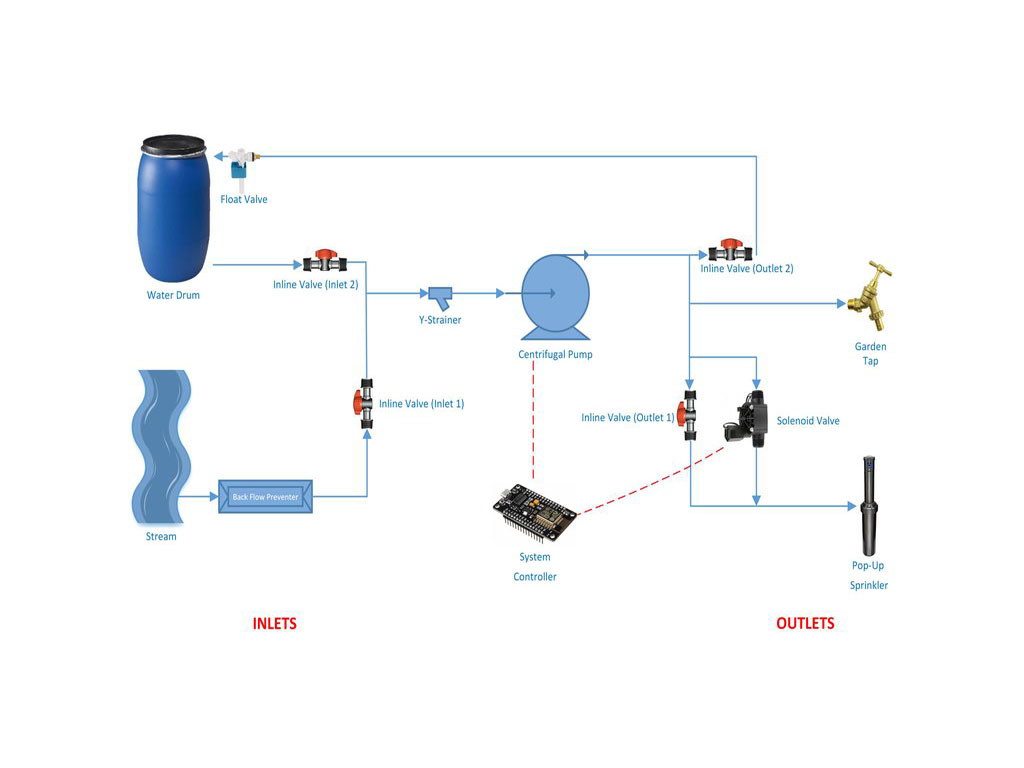 Float Valve
Water Drum
Inline Valve (Inlet 2)
Inline Valve (Outlet 2)
Y-Strainer
Centrifugal Pump
Garden
Tap
Inline Valve (Inlet 1)
Inline Valve (Outlet 1)
Solenoid Valve
Back Flow Preventer
Stream
System
Controller
Pop-Up
Sprinkler
INLETS
OUTLETS